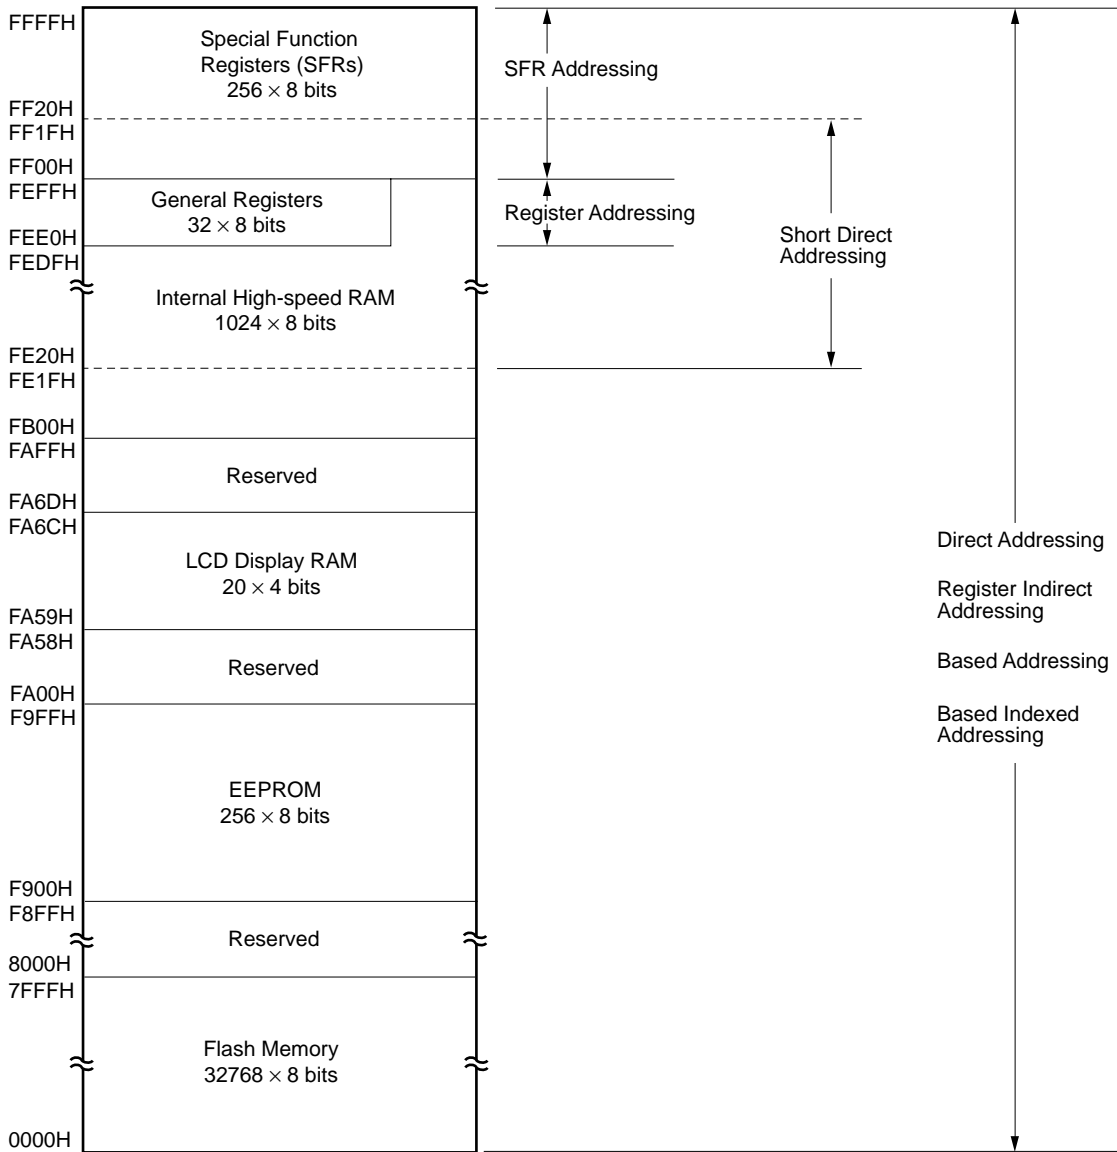 FFFFH
Special Function
Registers (SFRs)
256 × 8 bits
SFR Addressing
FF20H
FF1FH
FF00H
FEFFH
General Registers
32 × 8 bits
Register Addressing
FEE0H
FEDFH
Short Direct
Addressing
Internal High-speed RAM
1024 × 8 bits
FE20H
FE1FH
FB00H
FAFFH
Reserved
FA6DH
FA6CH
LCD Display RAM
20 × 4 bits
Direct Addressing
Register Indirect
Addressing
FA59H
FA58H
Reserved
Based Addressing
FA00H
F9FFH
Based Indexed
Addressing
EEPROM
256 × 8 bits
F900H
F8FFH
Reserved
8000H
7FFFH
Flash Memory
32768 × 8 bits
0000H